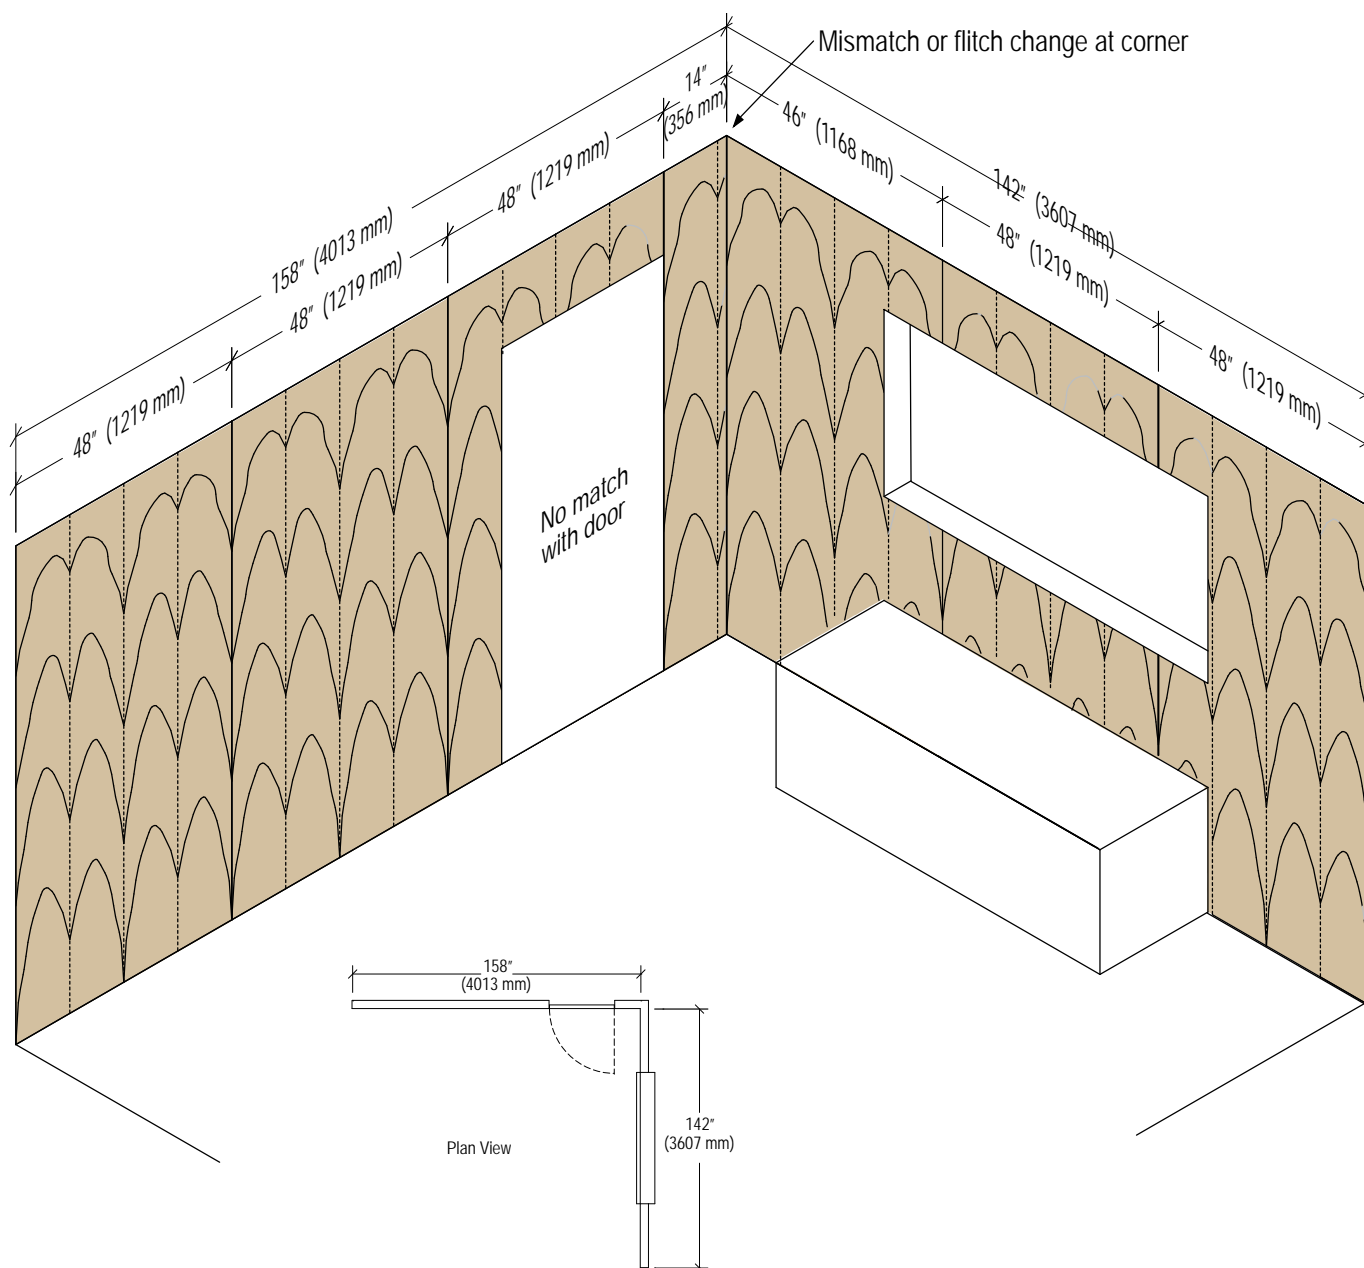 Mismatch or flitch change at corner
14"
(356 mm)
46" (1168 mm)
142" (3607 mm)
48" (1219 mm)
48" (1219 mm)
158" (4013 mm)
48" (1219 mm)
48" (1219 mm)
48" (1219 mm)
No match
with door
158"
(4013 mm)
142"
(3607 mm)
Plan View